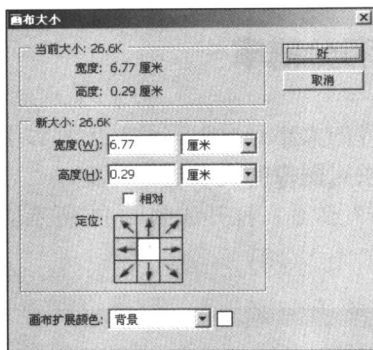 画布大小
当前大小: 26.6K
好
宽度: 6.77 厘米
取消
高度: 0.29 厘米
新大小: 26.6K
宽度(W): 6.77 厘米
高度(H): 0.29 厘米
相对
定位:
画布扩展颜色: 背景